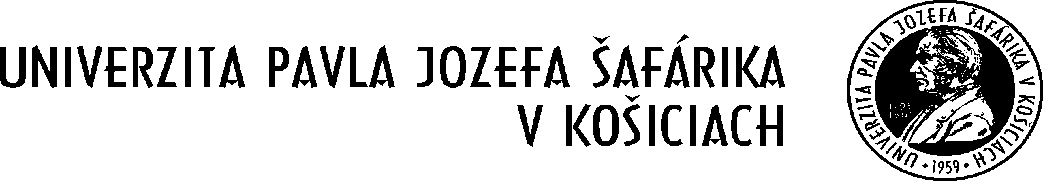 UNIVERZITA PAVLA JOZEFA ŠAFÁRIKA
V KOŠICIACH
UNIVERZITA PAVLA JOZEFA ŠAFÁRIKA V KOŠICIACH
· 1959 ·